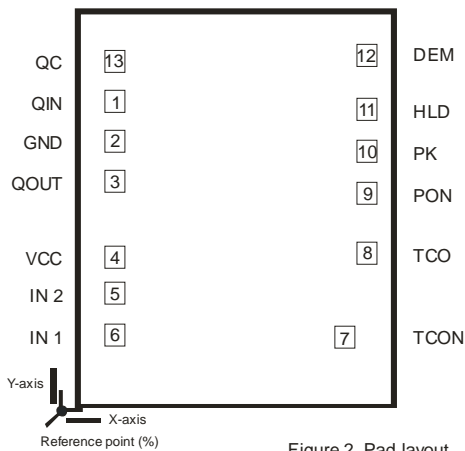 QC 13 12 DEM
QIN 1 11 HLD
GND 2 10 PK
QOUT 3 9 PON
VCC 4 8 TCO
IN 2 5
IN 1 6 7 TCON
Y-axis
X-axis
Reference point (%)
Figure 2. Pad layout